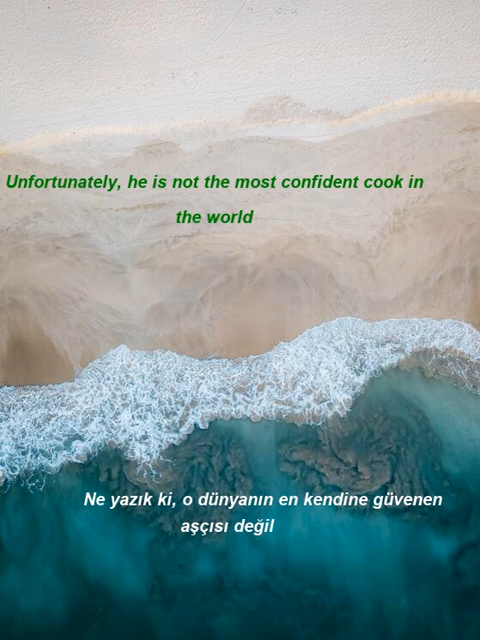 Unfortunately, he is not the most confident cook in
the world
Ne yazık ki, o dünyanın en kendine güvenen
aşçısı değil